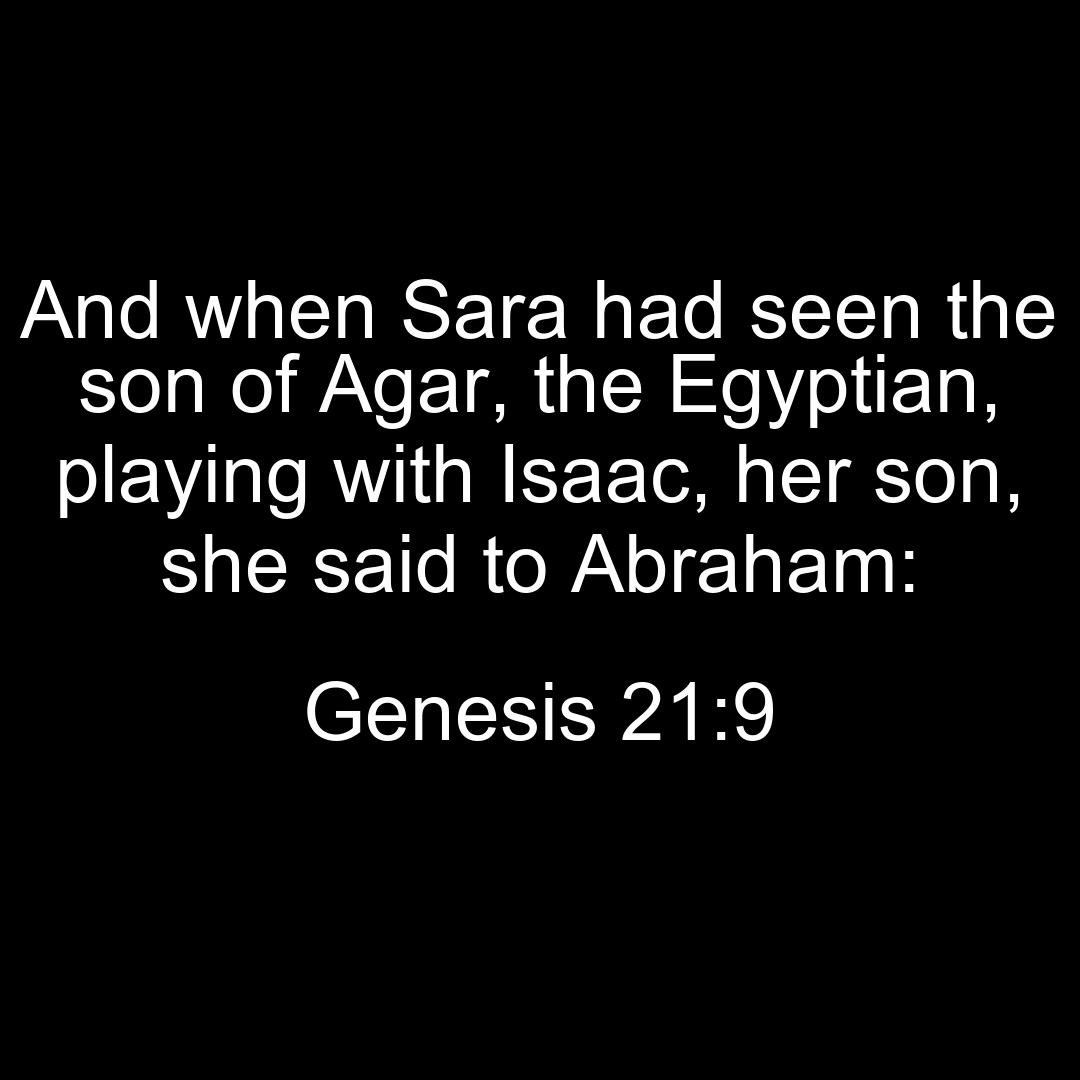 And when Sara had seen the
son of Agar, the Egyptian,
playing with Isaac, her son,
she said to Abraham:
Genesis 21:9